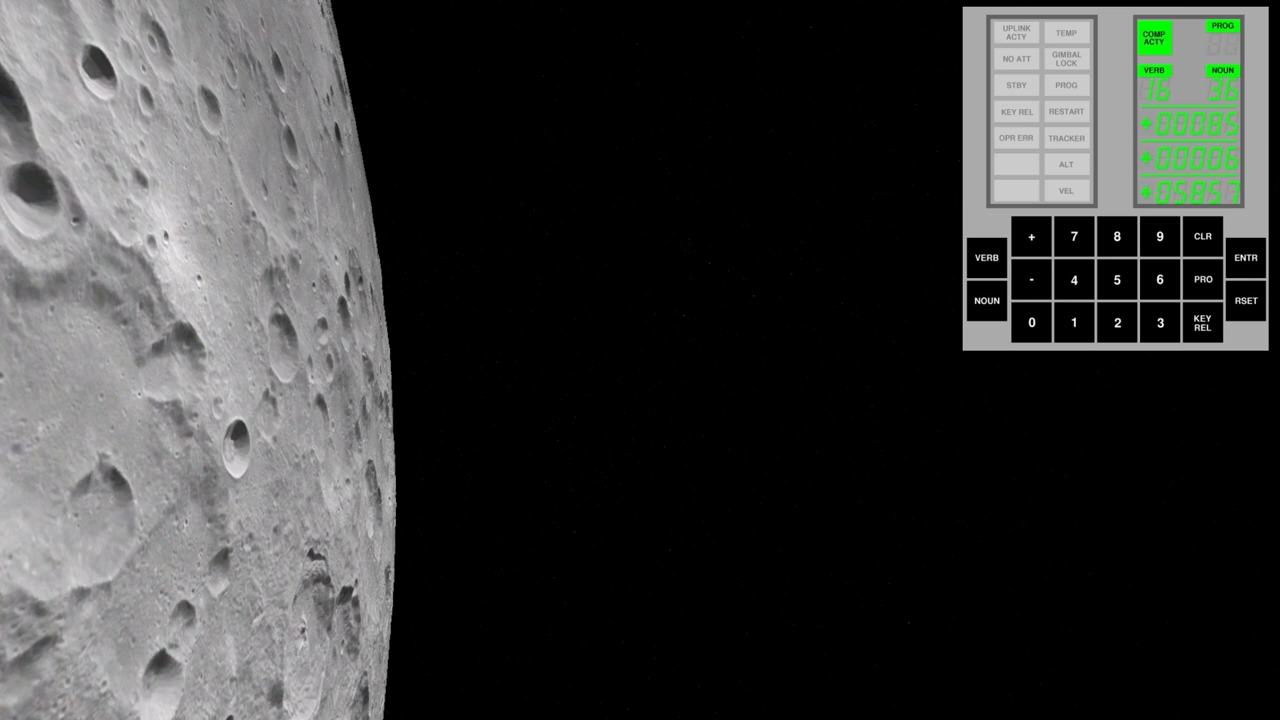 UPLINK
ACTY
TEMP
NO ATT
GIMBAL
LOCK
STBY
PROG
KEY REL
RESTART
OPR ERR
TRACKER
ALT
VEL
COMP
ACTY
PROG
VERB
NOUN
16
36
+00085
+00006
+05857
VERB
NOUN
+
7
8
9
CLR
-
4
5
6
PRO
0
1
2
3
KEY
REL
ENTR
RSET